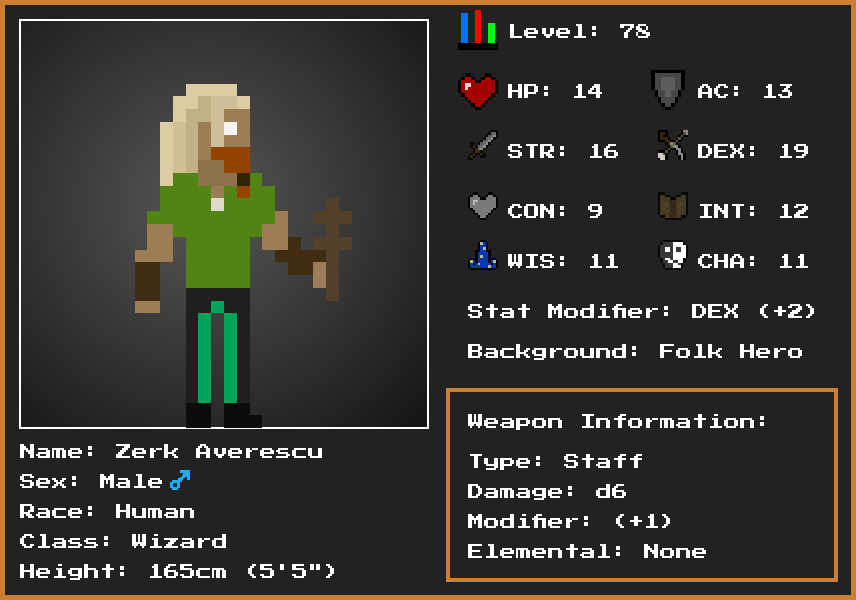 Level: 78
HP: 14 AC: 13
STR: 16 DEX: 19
CON: 9 INT: 12
WIS: 11 CHA: 11
Stat Modifier: DEX (+2)
Background: Folk Hero
Weapon Information:
Type: Staff
Damage: d6
Modifier: (+1)
Elemental: None
Name: Zerk Averescu
Sex: Male ♂
Race: Human
Class: Wizard
Height: 165cm (5'5")